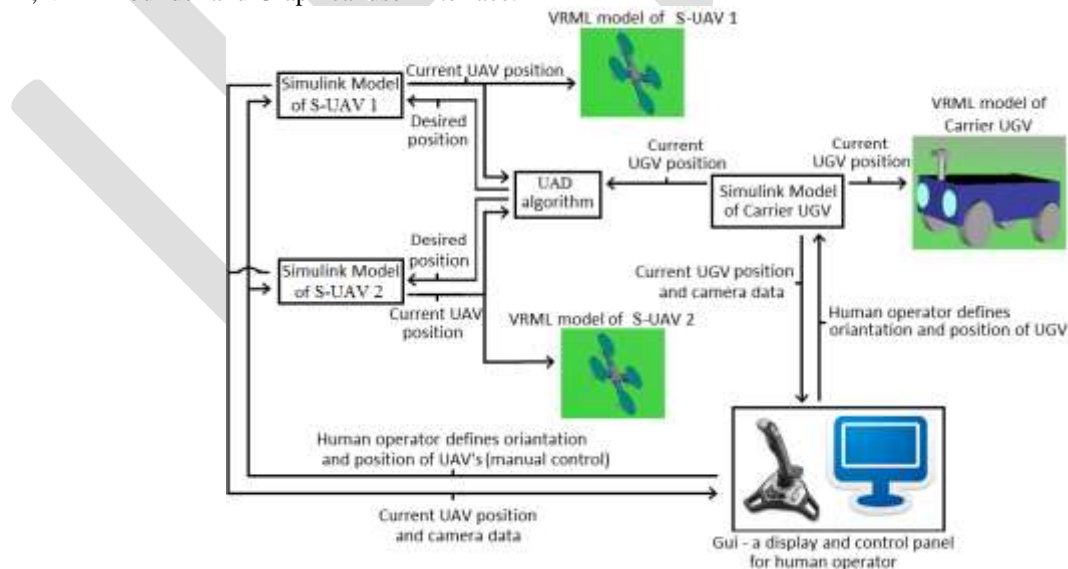 VRML model of S-UAV 1
Current UAV position
Simulink Model
of S-UAV 1
Desired
position
VRML model of
Carrier UGV
Current
UGV position
Current
UGV position
UAD
algorithm
Simulink Model
of Carrier UGV
Desired
position
Simulink Model
of S-UAV 2
Current UAV
position
VRML model of S-UAV 2
Current UGV position
and camera data
Human operator defines
oriantation and position of UGV
Human operator defines oriantation
and position of UAV's (manual control)
Current UAV position
and camera data
Gui - a display and control panel
for human operator